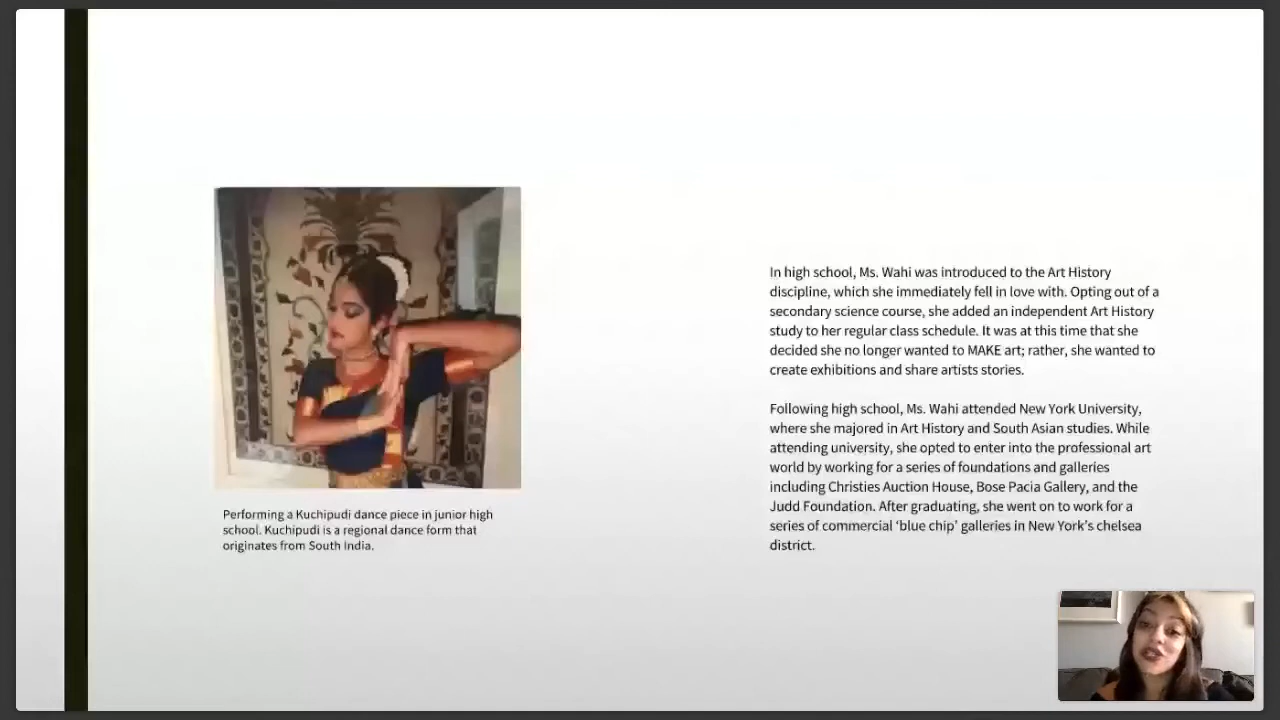 Performing a Kuchipudi dance piece in junior high
school. Kuchipudi is a regional dance form that
originates from South India.
In high school, Ms. Wahi was introduced to the Art History
discipline, which she immediately fell in love with. Opting out of a
secondary science course, she added an independent Art History
study to her regular class schedule. It was at this time that she
decided she no longer wanted to MAKE art; rather, she wanted to
create exhibitions and share artists stories.
Following high school, Ms. Wahi attended New York University,
where she majored in Art History and South Asian studies. While
attending university, she opted to enter into the professional art
world by working for a series of foundations and galleries
including Christies Auction House, Bose Pacia Gallery, and the
Judd Foundation. After graduating, she went on to work for a
series of commercial ‘blue chip’ galleries in New York’s chelsea
district.